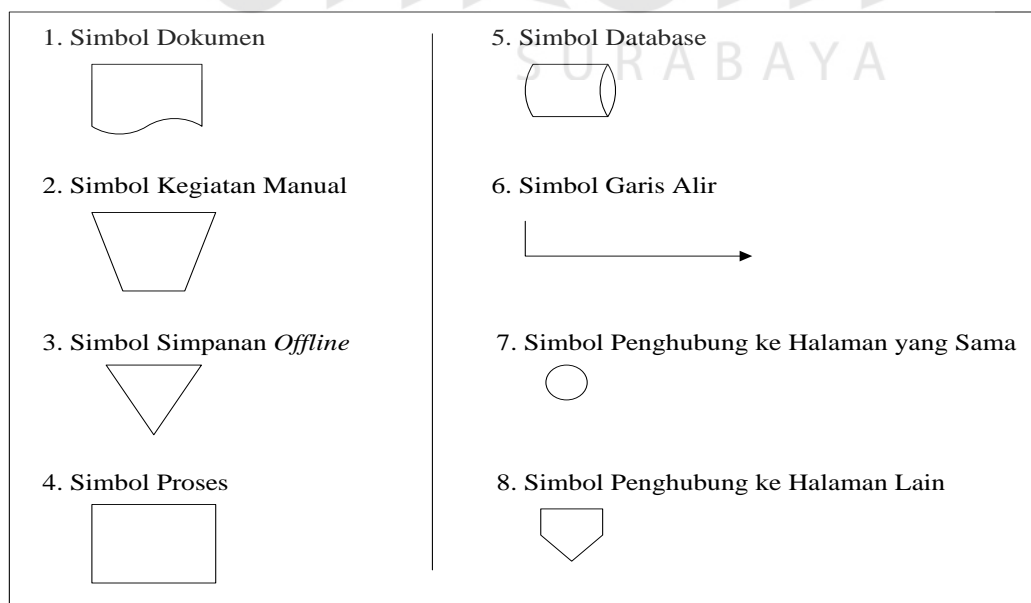 1. Simbol Dokumen
2. Simbol Kegiatan Manual
3. Simbol Simpanan Offline
4. Simbol Proses
5. Simbol Database
SURABAYA
6. Simbol Garis Alir
7. Simbol Penghubung ke Halaman yang Sama
8. Simbol Penghubung ke Halaman Lain